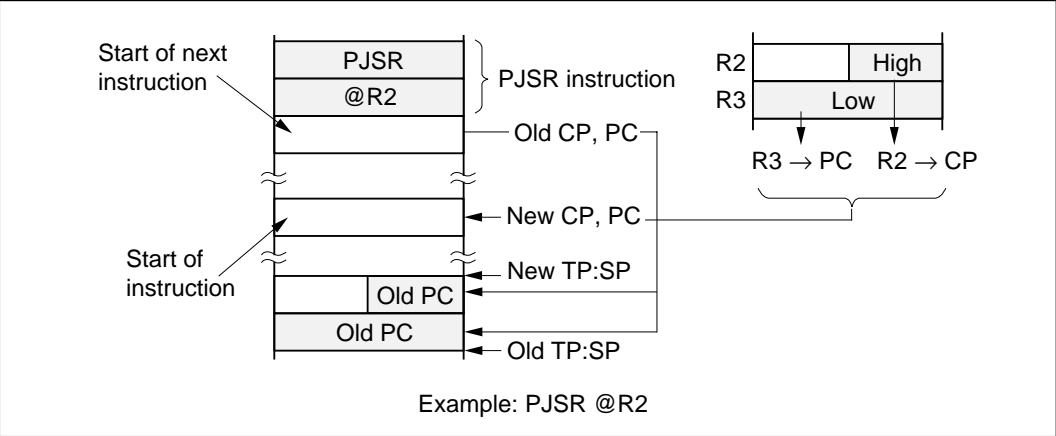 Start of next
instruction
PJSR
@R2
PJSR instruction
Old CP, PC
New CP, PC
Start of
instruction
New TP:SP
Old PC
Old PC
Old TP:SP
R2
High
R3
Low
R3 → PC
R2 → CP
Example: PJSR @R2